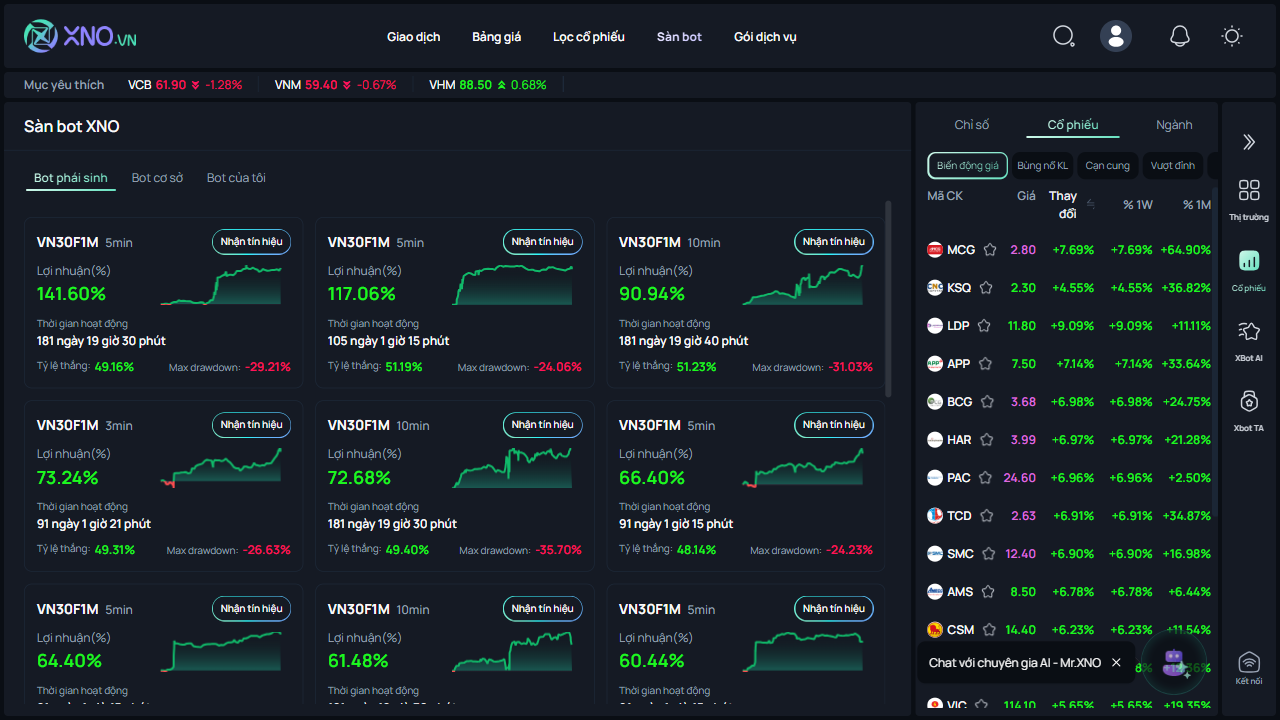 XNO.VN
Giao dịch
Bảng giá
Lọc cổ phiếu
Sàn bot
Gói dịch vụ
Mục yêu thích
VCB 61.90 -1.28%
VNM 59.40 -0.67%
VHM 88.50 0.68%
Sàn bot XNO
Bot phái sinh
Bot cơ sở
Bot của tôi
VN30F1M 5min
Nhận tín hiệu
Lợi nhuận(%)
141.60%
Thời gian hoạt động
181 ngày 19 giờ 30 phút
Tỷ lệ thắng: 49.16%
Max drawdown: -29.21%
VN30F1M 5min
Nhận tín hiệu
Lợi nhuận(%)
117.06%
Thời gian hoạt động
105 ngày 1 giờ 15 phút
Tỷ lệ thắng: 51.19%
Max drawdown: -24.06%
VN30F1M 10min
Nhận tín hiệu
Lợi nhuận(%)
90.94%
Thời gian hoạt động
181 ngày 19 giờ 40 phút
Tỷ lệ thắng: 51.23%
Max drawdown: -31.03%
VN30F1M 3min
Nhận tín hiệu
Lợi nhuận(%)
73.24%
Thời gian hoạt động
91 ngày 1 giờ 21 phút
Tỷ lệ thắng: 49.31%
Max drawdown: -26.63%
VN30F1M 10min
Nhận tín hiệu
Lợi nhuận(%)
72.68%
Thời gian hoạt động
181 ngày 19 giờ 30 phút
Tỷ lệ thắng: 49.40%
Max drawdown: -35.70%
VN30F1M 5min
Nhận tín hiệu
Lợi nhuận(%)
66.40%
Thời gian hoạt động
91 ngày 1 giờ 15 phút
Tỷ lệ thắng: 48.14%
Max drawdown: -24.23%
VN30F1M 5min
Nhận tín hiệu
Lợi nhuận(%)
64.40%
Thời gian hoạt động
VN30F1M 10min
Nhận tín hiệu
Lợi nhuận(%)
61.48%
Thời gian hoạt động
VN30F1M 5min
Nhận tín hiệu
Lợi nhuận(%)
60.44%
Thời gian hoạt động
Chỉ số
Cổ phiếu
Ngành
Biến động giá
Bùng nổ KL
Cạn cung
Vượt đỉnh
Mã CK Giá Thay đổi % 1W % 1M
MCG 2.80 +7.69% +7.69% +64.90%
KSQ 2.30 +4.55% +4.55% +36.82%
LDP 11.80 +9.09% +9.09% +11.11%
APP 7.50 +7.14% +7.14% +33.64%
BCG 3.68 +6.98% +6.98% +24.75%
HAR 3.99 +6.97% +6.97% +21.28%
PAC 24.60 +6.96% +6.96% +2.50%
TCD 2.63 +6.91% +6.91% +34.87%
SMC 12.40 +6.90% +6.90% +16.98%
AMS 8.50 +6.78% +6.78% +6.44%
CSM 14.40 +6.23% +6.23% +11.54%
Chat với chuyên gia AI - Mr.XNO
VIC 114.10 +5.65% +5.65% +19.35%
Thị trường
Cổ phiếu
XBot AI
Xbot TA
Kết nối